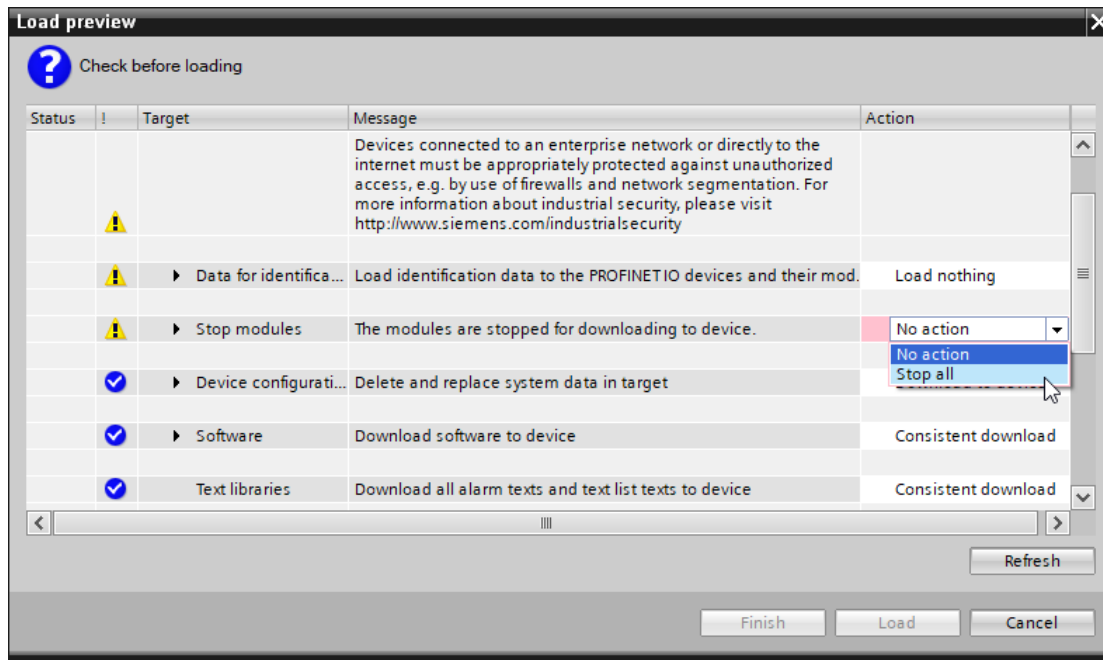 Load preview
Check before loading
Status ! Target Message Action
Devices connected to an enterprise network or directly to the
internet must be appropriately protected against unauthorized
access, e.g. by use of firewalls and network segmentation. For
more information about industrial security, please visit
http://www.siemens.com/industrialsecurity
Data for identifica... Load identification data to the PROFINET IO devices and their mod. Load nothing
Stop modules The modules are stopped for downloading to device. No action
No action
Stop all
Device configurati... Delete and replace system data in target
Software Download software to device Consistent download
Text libraries Download all alarm texts and text list texts to device Consistent download
Refresh
Finish Load Cancel